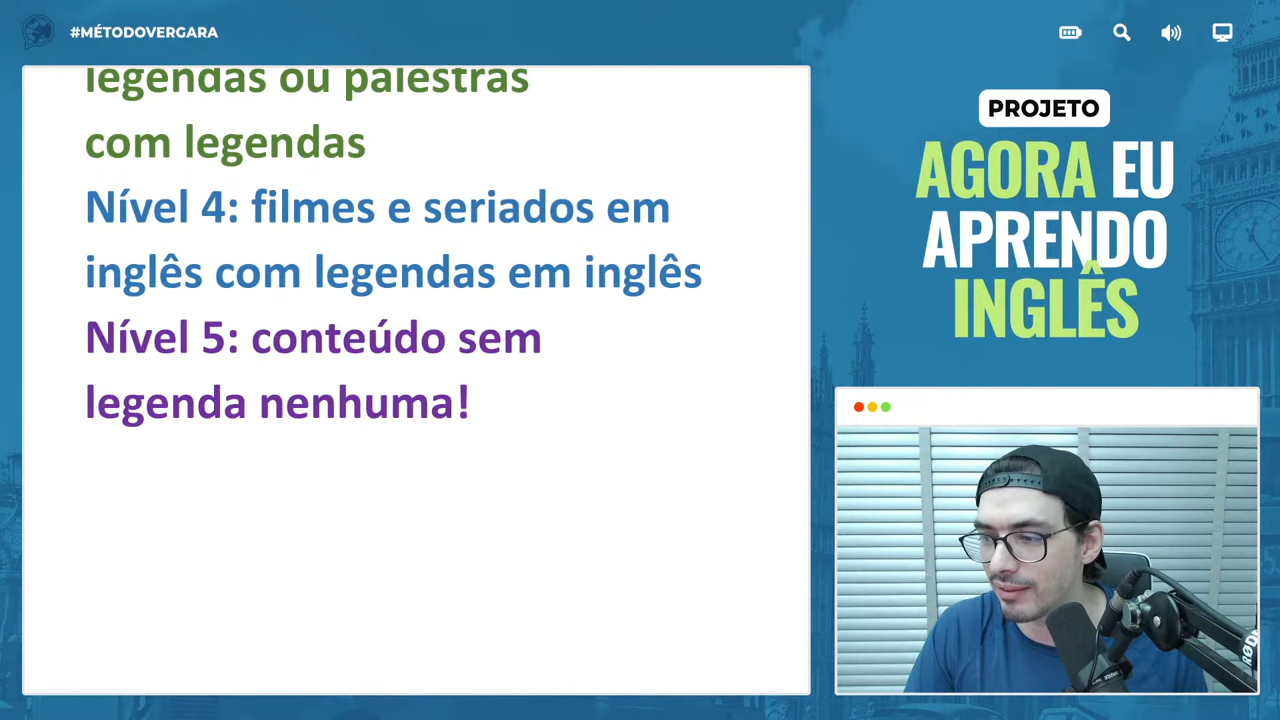 #MÉTODOVERGARA
legendas ou palestras
com legendas
Nível 4: filmes e seriados em
inglês com legendas em inglês
Nível 5: conteúdo sem
legenda nenhuma!
PROJETO
AGORA EU
APRENDO
INGLÊS
RØDE